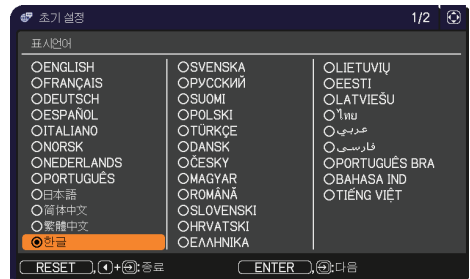 초기 설정 1/2
표시언어
ENGLISH
FRANÇAIS
DEUTSCH
ESPAÑOL
ITALIANO
NORSK
NEDERLANDS
PORTUGUÊS
日本語
简体中文
繁體中文
한글
SVENSKA
РУССКИЙ
SUOMI
POLSKI
TÜRKÇE
DANSK
ČESKY
MAGYAR
ROMÂNĂ
SLOVENSKI
HRVATSKI
ΕΛΛΗΝΙΚΑ
LIETUVIŲ
EESTI
LATVIEŠU
ไทย
عربي
فارسی
PORTUGUÊS BRA
BAHASA IND
TIẾNG VIỆT
RESET , + :종료 ENTER , :다음